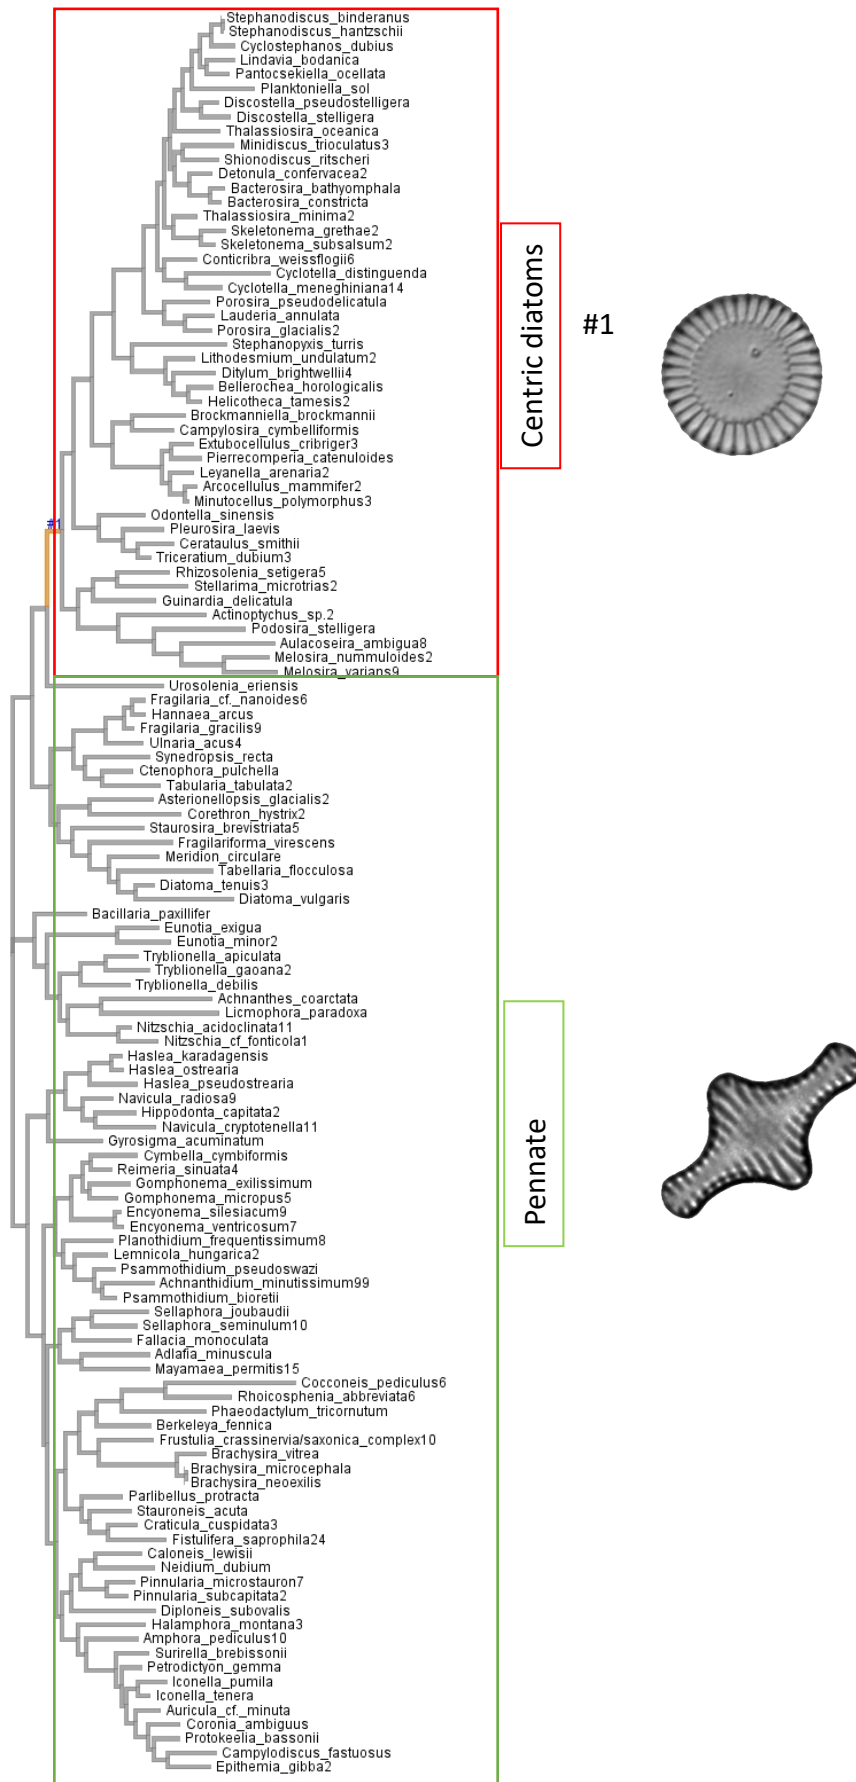 Stephanodiscus_binderanus
Stephanodiscus_hantzschii
Cyclostephanos_dubius
Lindavia_bodanica
Pantocsekiella_ocellata
Planktoniella_sol
Discostella_pseudostelligera
Discostella_stelligera
Thalassiosira_oceanica
Minidiscus_trioculatus3
Shionodiscus_ritscheri
Detonula_confervacea2
Bacterosira_bathyomphala
Bacterosira_constricta
Thalassiosira_minima2
Skeletonema_grethae2
Skeletonema_subsalsum2
Conticribra_weissflogii6
Cyclotella_distinguenda
Cyclotella_meneghiniana14
Porosira_pseudodelicatula
Lauderia_annulata
Porosira_glacialis2
Stephanopyxis_turris
Lithodesmium_undulatum2
Ditylum_brightwellii4
Bellerochea_horologicalis
Helicotheca_tamesis2
Brockmanniella_brockmannii
Campylosira_cymbelliformis
Extubocellulus_cribriger3
Pierrecomperia_catenuloides
Leyanella_arenaria2
Arcocellulus_mammifer2
Minutocellus_polymorphus3
Odontella_sinensis
Pleurosira_laevis
Cerataulus_smithii
Triceratium_dubium3
Rhizosolenia_setigera5
Stellarima_microtrias2
Guinardia_delicatula
Actinoptychus_sp.2
Podosira_stelligera
Aulacoseira_ambigua8
Melosira_nummuloides2
Melosira_varians9
#1
Centric diatoms
#1
Urosolenia_eriensis
Fragilaria_cf._nanoides6
Hannaea_arcus
Fragilaria_gracilis9
Ulnaria_acus4
Synedropsis_recta
Ctenophora_pulchella
Tabularia_tabulata2
Asterionellopsis_glacialis2
Corethron_hystrix2
Staurosira_brevistriata5
Fragilariforma_virescens
Meridion_circulare
Tabellaria_flocculosa
Diatoma_tenuis3
Diatoma_vulgaris
Bacillaria_paxillifer
Eunotia_exigua
Eunotia_minor2
Tryblionella_apiculata
Tryblionella_gaoana2
Tryblionella_debilis
Achnanthes_coarctata
Licmophora_paradoxa
Nitzschia_acidoclinata11
Nitzschia_cf_fonticola1
Haslea_karadagensis
Haslea_ostrearia
Haslea_pseudostrearia
Navicula_radiosa9
Hippodonta_capitata2
Navicula_cryptotenella11
Gyrosigma_acuminatum
Cymbella_cymbiformis
Reimeria_sinuata4
Gomphonema_exilissimum
Gomphonema_micropus5
Encyonema_silesiacum9
Encyonema_ventricosum7
Planothidium_frequentissimum8
Lemnicola_hungarica2
Psammothidium_pseudoswazi
Achnanthidium_minutissimum99
Psammothidium_bioretii
Sellaphora_joubaudii
Sellaphora_seminulum10
Fallacia_monoculata
Adlafia_minuscula
Mayamaea_permitis15
Cocconeis_pediculus6
Rhoicosphenia_abbreviata6
Phaeodactylum_tricornutum
Berkeleya_fennica
Frustulia_crassinervia/saxonica_complex10
Brachysira_vitrea
Brachysira_microcephala
Brachysira_neoexilis
Parlibellus_protracta
Stauroneis_acuta
Craticula_cuspidata3
Fistulifera_saprophila24
Caloneis_lewisii
Neidium_dubium
Pinnularia_microstauron7
Pinnularia_subcapitata2
Diploneis_subovalis
Halamphora_montana3
Amphora_pediculus10
Surirella_brebissonii
Petrodictyon_gemma
Iconella_pumila
Iconella_tenera
Auricula_cf._minuta
Coronia_ambiguus
Protokeelia_bassonii
Campylodiscus_fastuosus
Epithemia_gibba2
Pennate